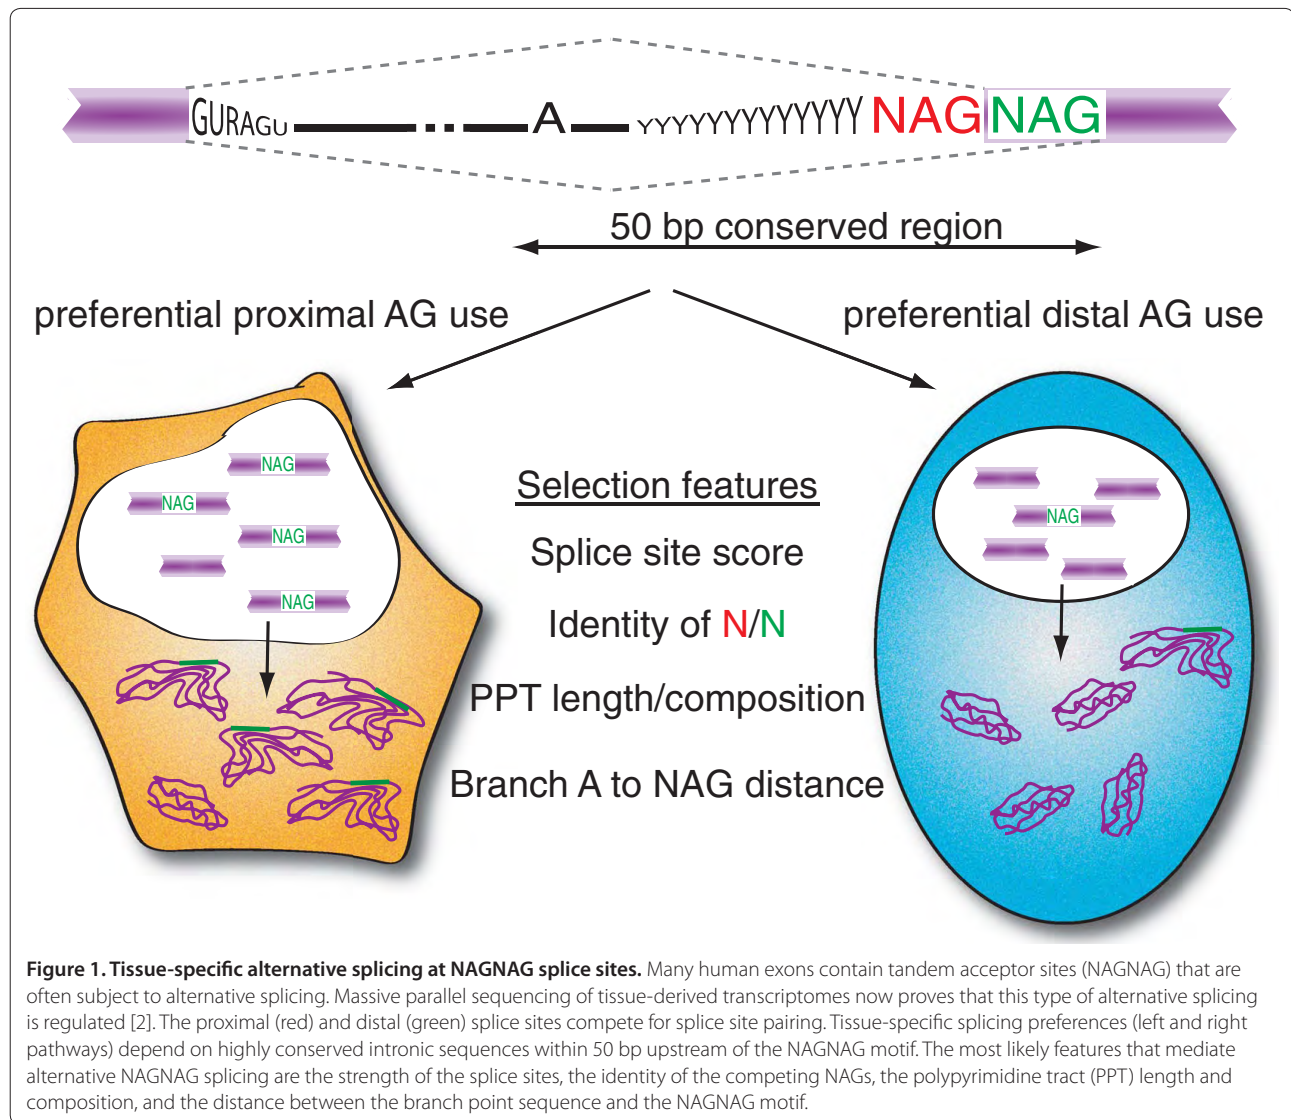 GURAGU A YYYYYYYYYYYYY NAG NAG
50 bp conserved region
preferential proximal AG use
preferential distal AG use
NAG
NAG
NAG
NAG
NAG
Selection features
Splice site score
Identity of N/N
PPT length/composition
Branch A to NAG distance
Figure 1. Tissue-specific alternative splicing at NAGNAG splice sites. Many human exons contain tandem acceptor sites (NAGNAG) that are
often subject to alternative splicing. Massive parallel sequencing of tissue-derived transcriptomes now proves that this type of alternative splicing
is regulated [2]. The proximal (red) and distal (green) splice sites compete for splice site pairing. Tissue-specific splicing preferences (left and right
pathways) depend on highly conserved intronic sequences within 50 bp upstream of the NAGNAG motif. The most likely features that mediate
alternative NAGNAG splicing are the strength of the splice sites, the identity of the competing NAGs, the polypyrimidine tract (PPT) length and
composition, and the distance between the branch point sequence and the NAGNAG motif.